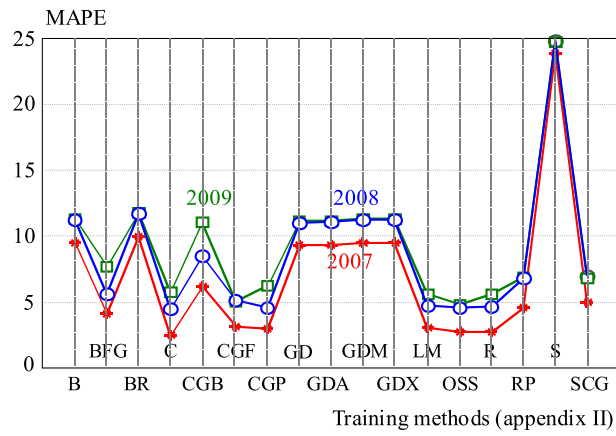 MAPE
25
20
15
2009 2008
10
2007
5
0 BFG C CGF GD GDM LM R S
B BR CGB CGP GDA GDX OSS RP SCG
Training methods (appendix II)